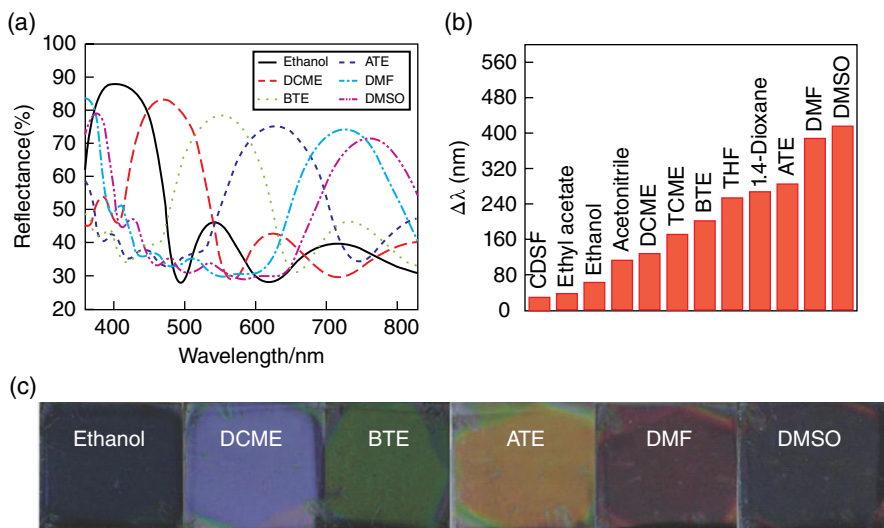 (a)
100
90
80
70
60
50
40
30
20
Reflectance(%)
Ethanol
DCME
BTE
ATE
DMF
DMSO
400
500
600
700
800
Wavelength/nm
(b)
560
480
400
320
240
160
80
0
Δλ (nm)
CDSF
Ethyl acetate
Ethanol
Acetonitrile
DCME
TCME
BTE
THF
1.4-Dioxane
ATE
DMF
DMSO
(c)
Ethanol
DCME
BTE
ATE
DMF
DMSO